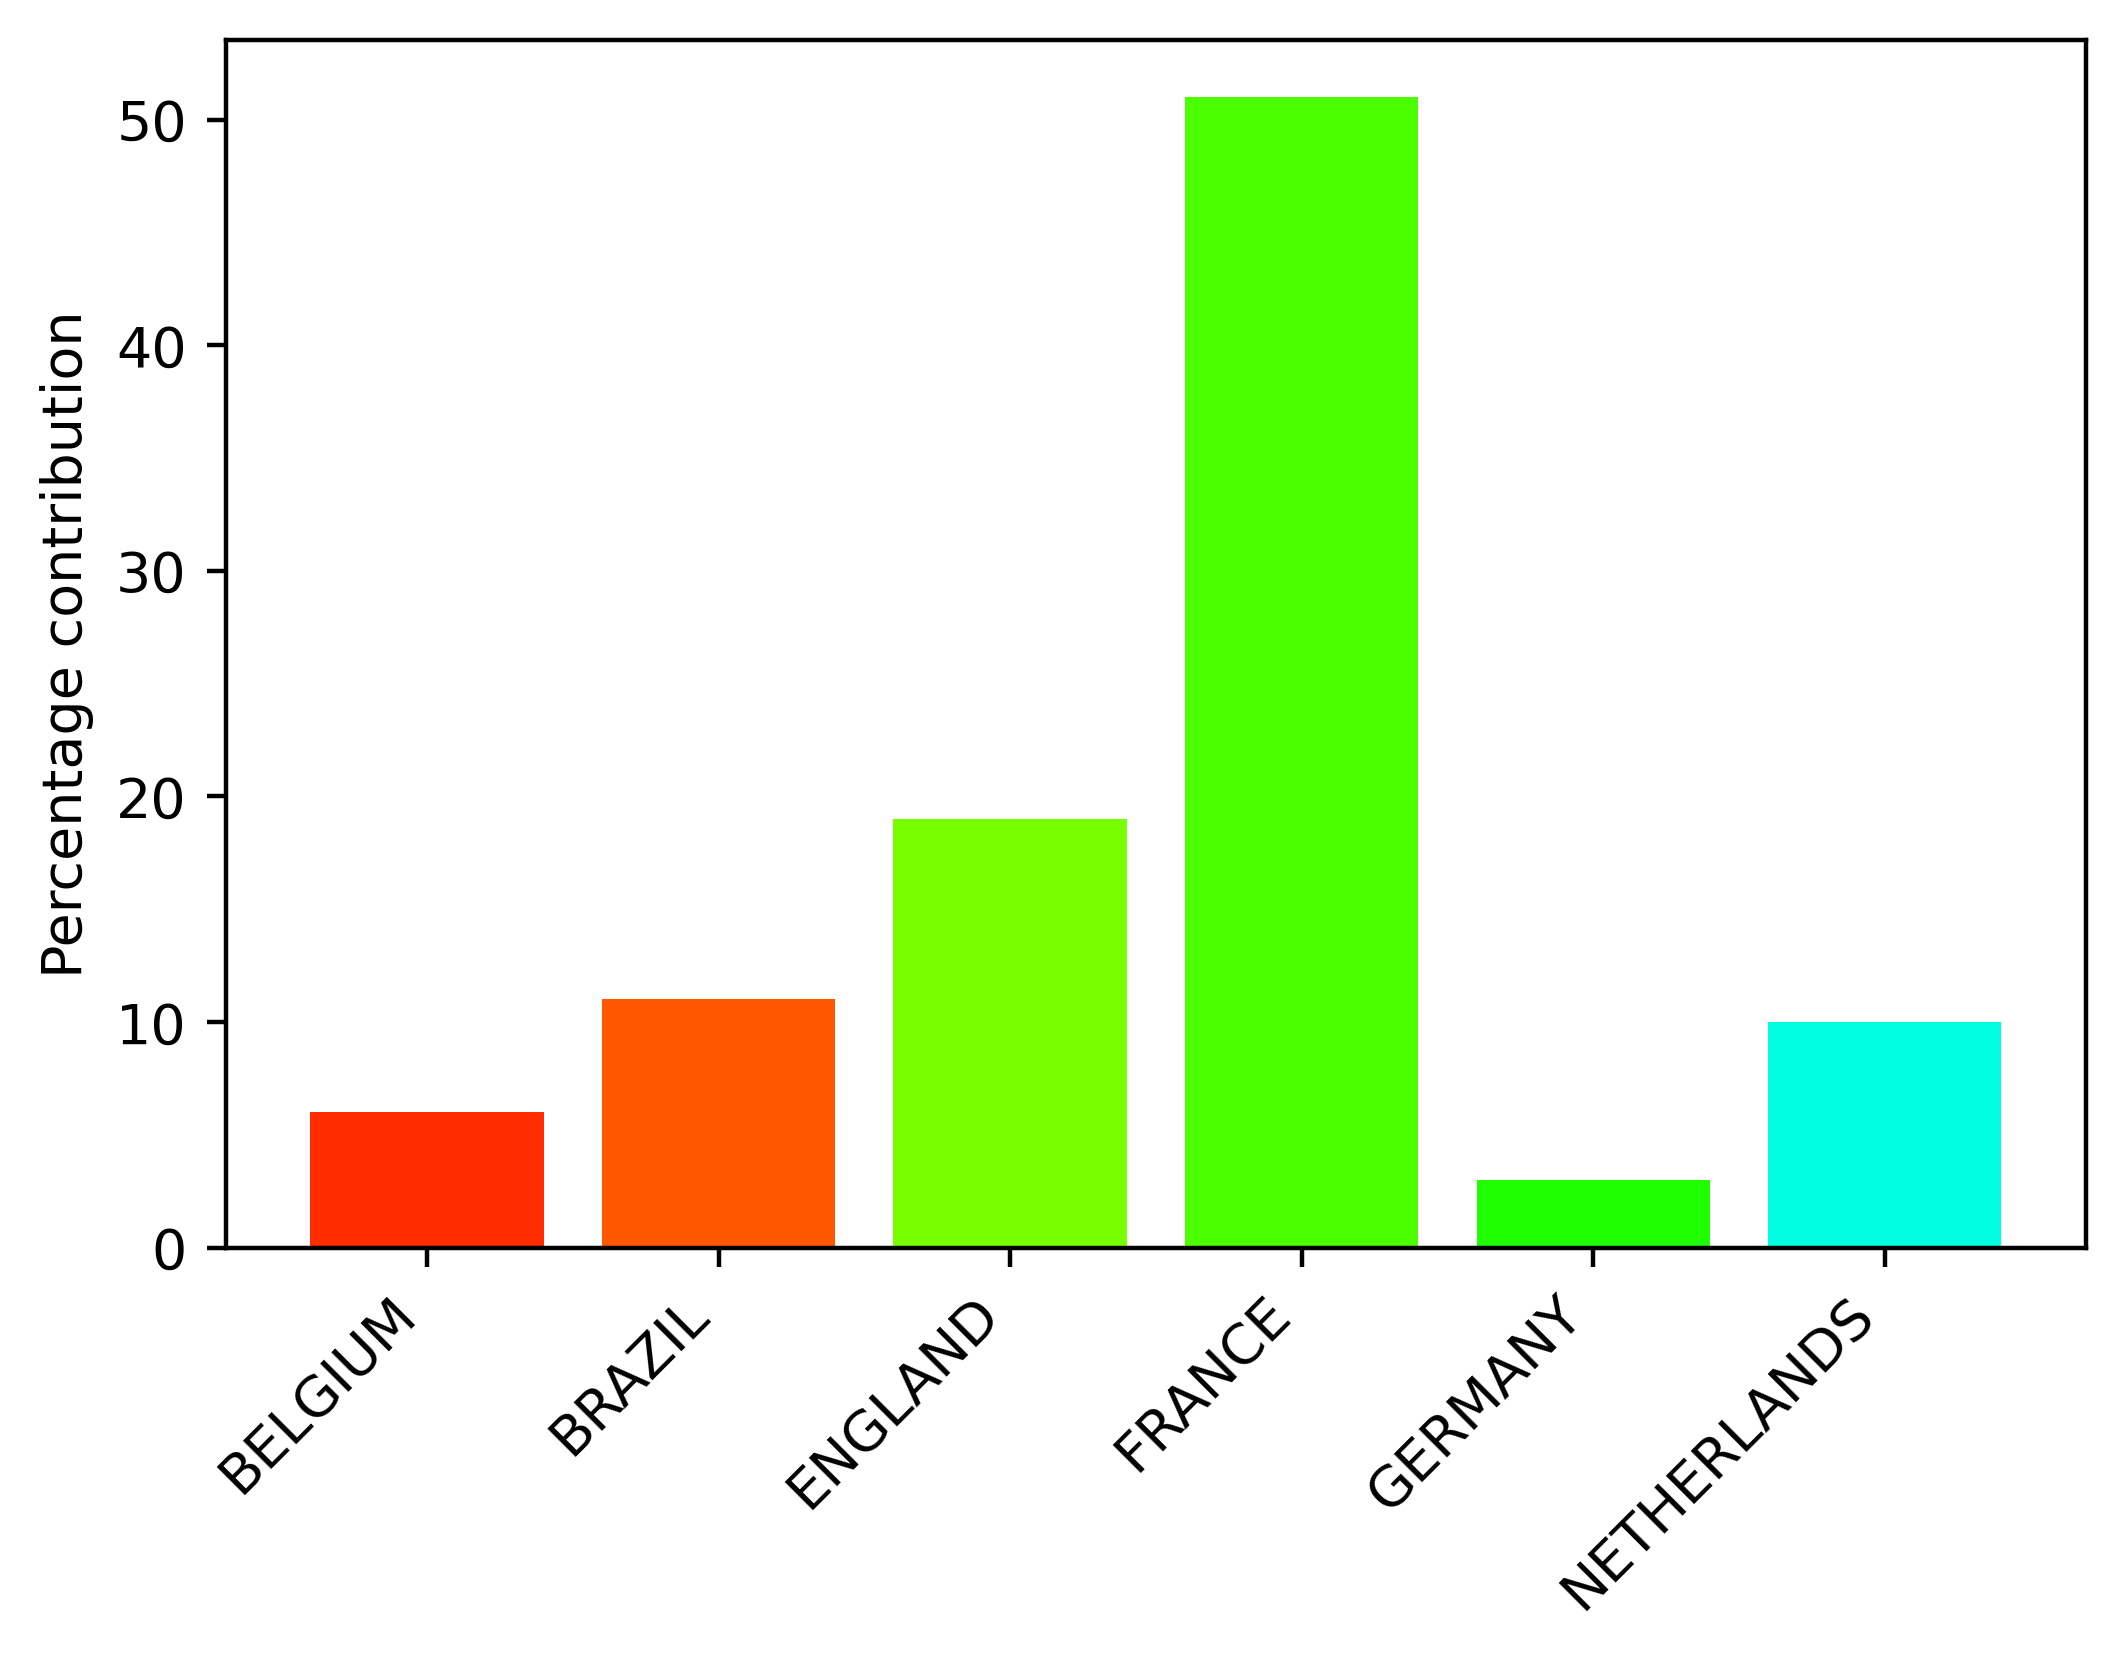 Percentage contribution
50
40
30
20
10
0
BELGIUM
BRAZIL
ENGLAND
FRANCE
GERMANY
NETHERLANDS